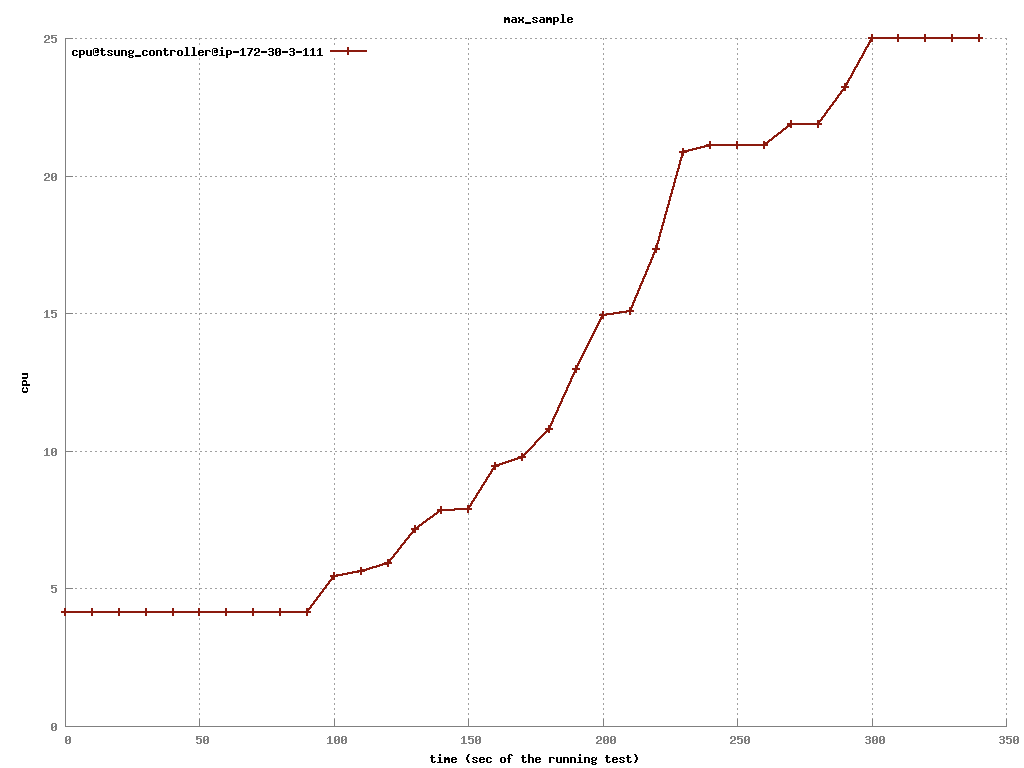 max_sample
cpu@tsung_controller@ip-172-30-3-111
25
20
15
10
5
0
cpu
0 50 100 150 200 250 300 350
time (sec of the running test)